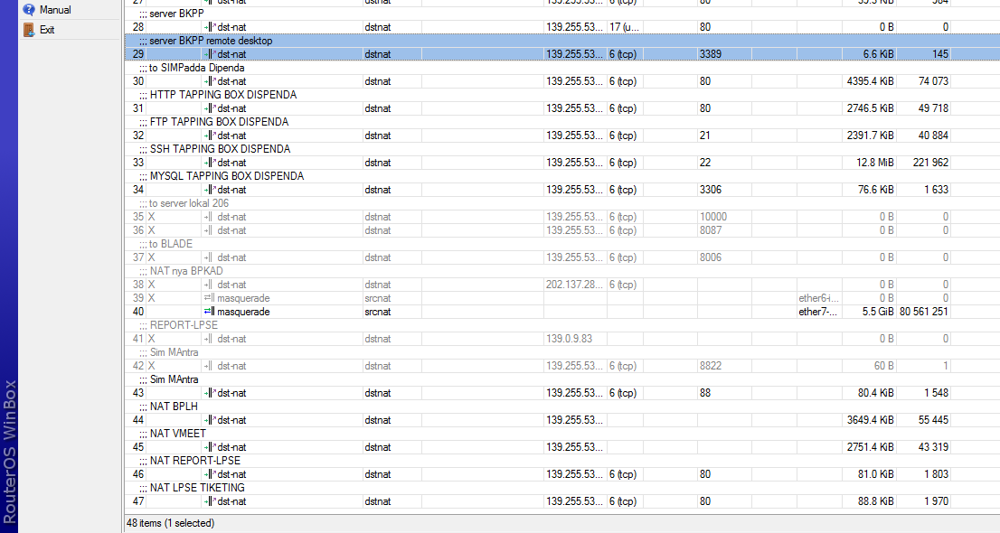 Manual
Exit
RouterOS WinBox
27 dst-nat dstnat 139.255.53... 6 (tcp) 80 984
;;; server BKPP
28 dst-nat dstnat 139.255.53... 17 (u... 80 0 B 0
;;; server BKPP remote desktop
29 dst-nat dstnat 139.255.53... 6 (tcp) 3389 6.6 KiB 145
;;; to SIMPadda Dipenda
30 dst-nat dstnat 139.255.53... 6 (tcp) 80 4395.4 KiB 74 073
;;; HTTP TAPPING BOX DISPENDA
31 dst-nat dstnat 139.255.53... 6 (tcp) 80 2746.5 KiB 49 718
;;; FTP TAPPING BOX DISPENDA
32 dst-nat dstnat 139.255.53... 6 (tcp) 21 2391.7 KiB 40 884
;;; SSH TAPPING BOX DISPENDA
33 dst-nat dstnat 139.255.53... 6 (tcp) 22 12.8 MiB 221 962
;;; MYSQL TAPPING BOX DISPENDA
34 dst-nat dstnat 139.255.53... 6 (tcp) 3306 76.6 KiB 1 633
;;; to server lokal 206
35 X dst-nat dstnat 139.255.53... 6 (tcp) 10000 0 B 0
36 X dst-nat dstnat 139.255.53... 6 (tcp) 8087 0 B 0
;;; to BLADE
37 X dst-nat dstnat 139.255.53... 6 (tcp) 8006 0 B 0
;;; NAT nya BPKAD
38 X dst-nat dstnat 202.137.28... 6 (tcp) 0 B 0
39 X masquerade srcnat ether6-i... 0 B 0
40 masquerade srcnat ether7-... 5.5 GiB 80 561 251
;;; REPORT-LPSE
41 X dst-nat dstnat 139.0.9.83 0 B 0
;;; Sim MAntra
42 X dst-nat dstnat 139.255.53... 6 (tcp) 8822 60 B 1
;;; Sim MAntra
43 dst-nat dstnat 139.255.53... 6 (tcp) 88 80.4 KiB 1 548
;;; NAT BPLH
44 dst-nat dstnat 139.255.53... 3649.4 KiB 55 445
;;; NAT VMEET
45 dst-nat dstnat 139.255.53... 2751.4 KiB 43 319
;;; NAT REPORT-LPSE
46 dst-nat dstnat 139.255.53... 6 (tcp) 80 81.0 KiB 1 803
;;; NAT LPSE TIKETING
47 dst-nat dstnat 139.255.53... 6 (tcp) 80 88.8 KiB 1 970
48 items (1 selected)